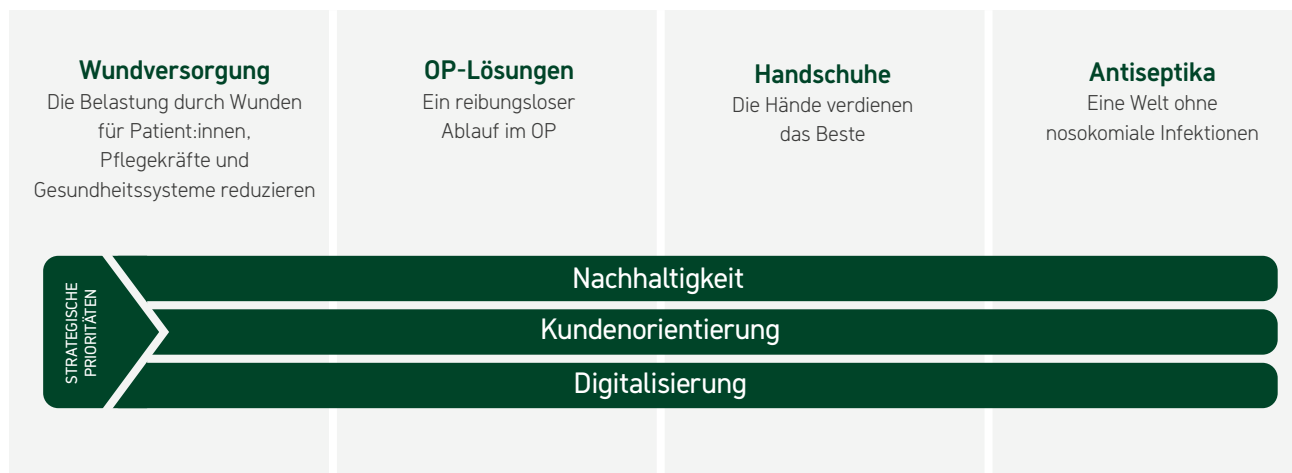 Wundversorgung
Die Belastung durch Wunden
für Patient:innen,
Pflegekräfte und
Gesundheitssysteme reduzieren
OP-Lösungen
Ein reibungsloser
Ablauf im OP
Handschuhe
Die Hände verdienen
das Beste
Antiseptika
Eine Welt ohne
nosokomiale Infektionen
STRATEGISCHE
PRIORITÄTEN
Nachhaltigkeit
Kundenorientierung
Digitalisierung